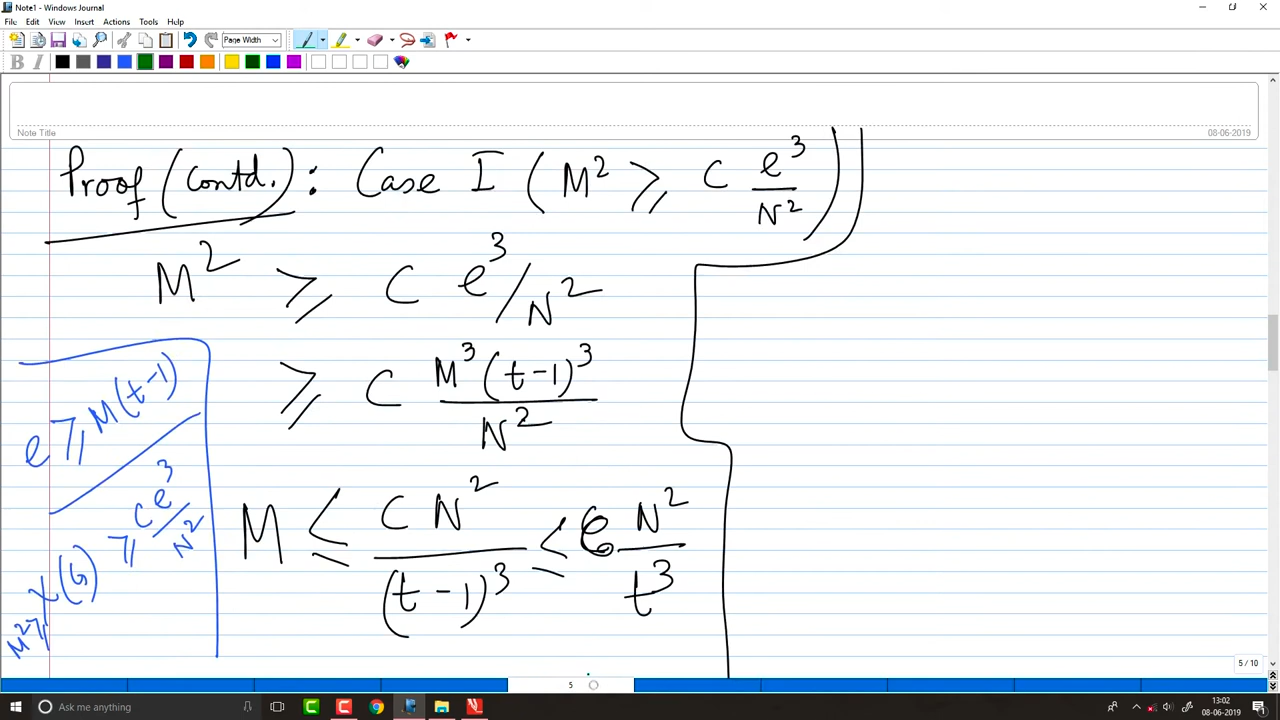 Note1 - Windows Journal
File Edit View Insert Actions Tools Help
Page Width
B I
Note Title
08-06-2019
Proof (Contd.): Case I (M² ≥ C e³/N²)
M² ≥ C e³/N²
≥ C M³(t-1)³/N²
M ≤ C N²/(t-1)³ ≤ C N²/t³
e ≥ M(t-1)
M² ≥ χ(G) ≥ C e³/N²
5 / 10
5
Ask me anything
13:02
08-06-2019